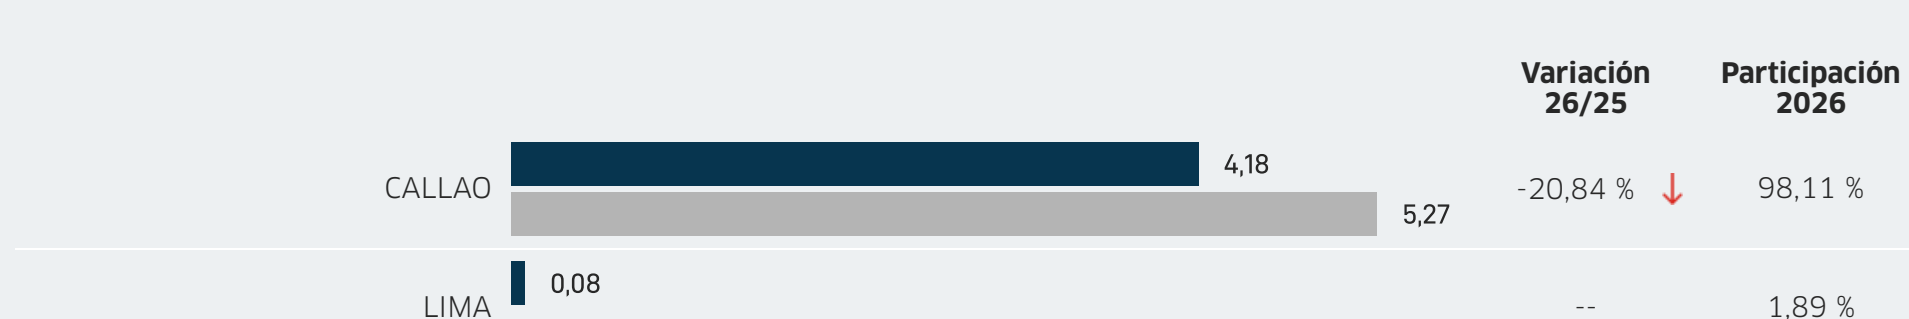 Variación Participación
26/25 2026
4,18
CALLAO -20,84 % 98,11 %
5,27
0,08
LIMA -- 1,89 %